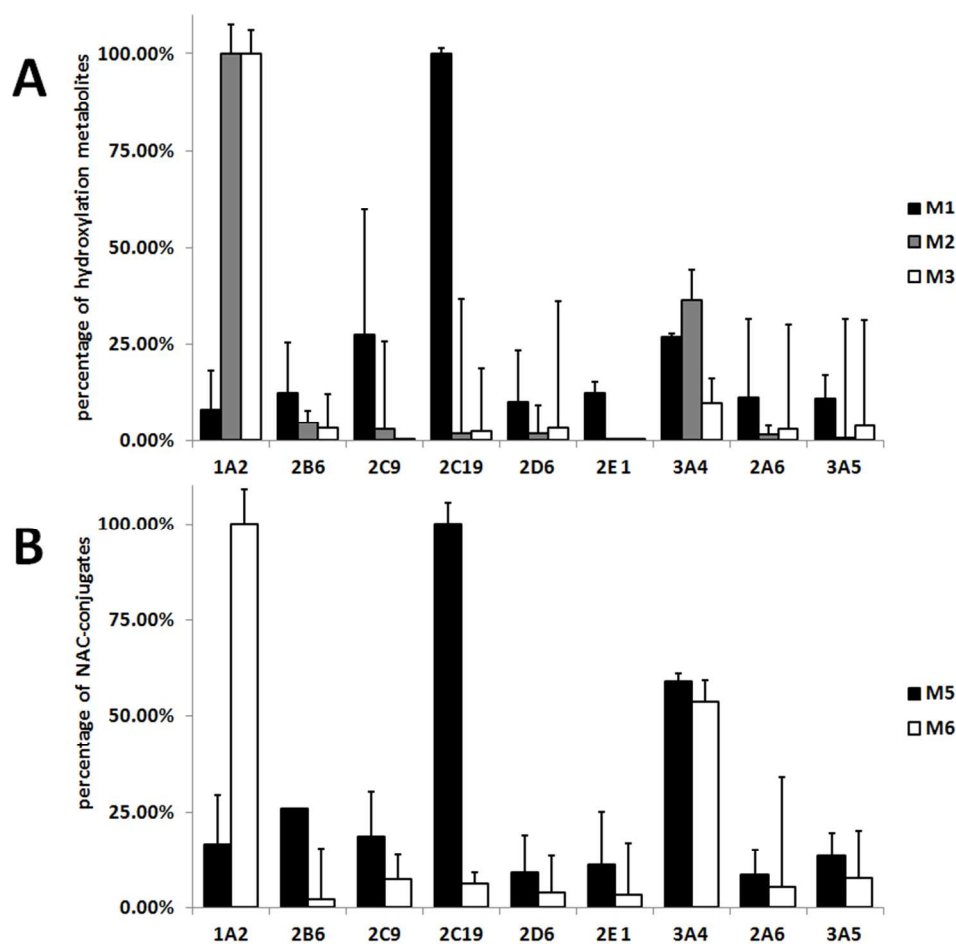 A
percentage of hydroxylation metabolites
100.00%
75.00%
50.00%
25.00%
0.00%
1A2 2B6 2C9 2C19 2D6 2E1 3A4 2A6 3A5
M1
M2
M3
B
percentage of NAC-conjugates
100.00%
75.00%
50.00%
25.00%
0.00%
1A2 2B6 2C9 2C19 2D6 2E1 3A4 2A6 3A5
M5
M6